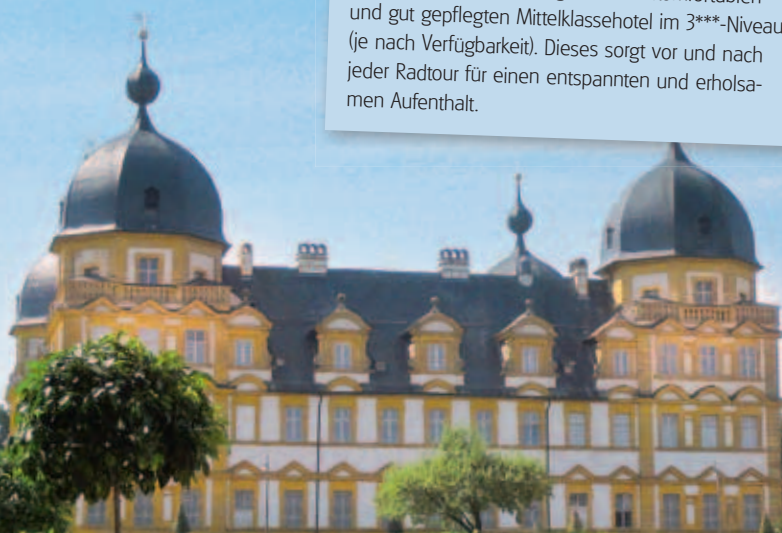 und gut gepflegten Mittelklassehotel im 3***-Niveau
(je nach Verfügbarkeit). Dieses sorgt vor und nach
jeder Radtour für einen entspannten und erholsa-
men Aufenthalt.